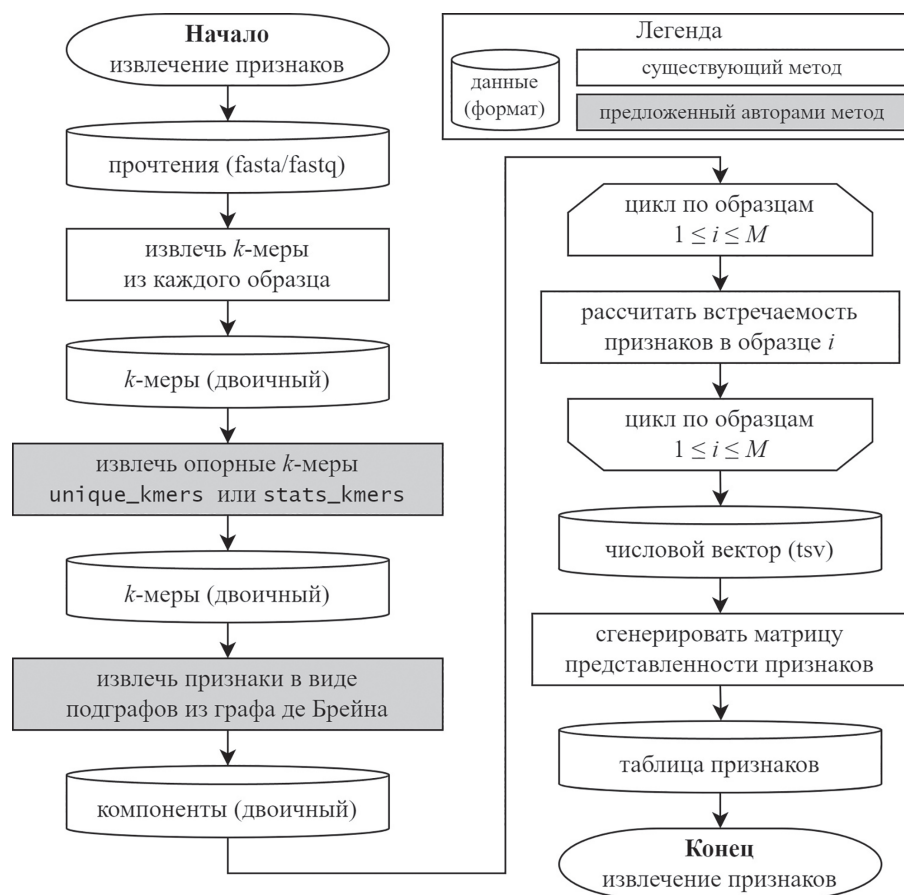 Начало
извлечение признаков
прочтения (fasta/fastq)
извлечь k-меры
из каждого образца
k-меры (двоичный)
извлечь опорные k-меры
unique_kmers или stats_kmers
k-меры (двоичный)
извлечь признаки в виде
подграфов из графа де Брейна
компоненты (двоичный)
Легенда
данные
(формат)
существующий метод
предложенный авторами метод
цикл по образцам
1 ≤ i ≤ M
рассчитать встречаемость
признаков в образце i
цикл по образцам
1 ≤ i ≤ M
числовой вектор (tsv)
сгенерировать матрицу
представленности признаков
таблица признаков
Конец
извлечение признаков